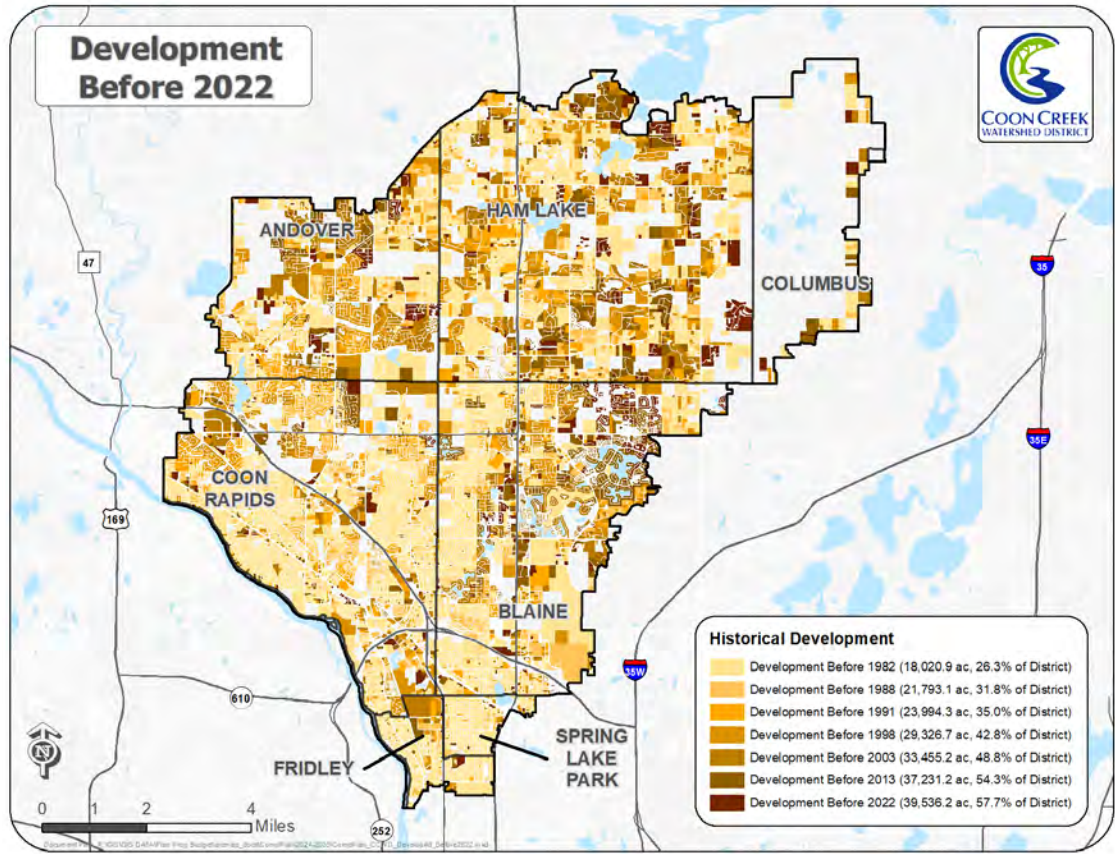 Development
Before 2022
COON CREEK
WATERSHED DISTRICT
ANDOVER
HAM LAKE
COLUMBUS
47
35
35E
COON
RAPIDS
169
BLAINE
35W
610
FRIDLEY
SPRING
LAKE
PARK
252
N
0 1 2 4
Miles
Historical Development
Development Before 1982 (18,020.9 ac, 26.3% of District)
Development Before 1988 (21,793.1 ac, 31.8% of District)
Development Before 1991 (23,994.3 ac, 35.0% of District)
Development Before 1998 (29,326.7 ac, 42.8% of District)
Development Before 2003 (33,455.2 ac, 48.8% of District)
Development Before 2013 (37,231.2 ac, 54.3% of District)
Development Before 2022 (39,536.2 ac, 57.7% of District)